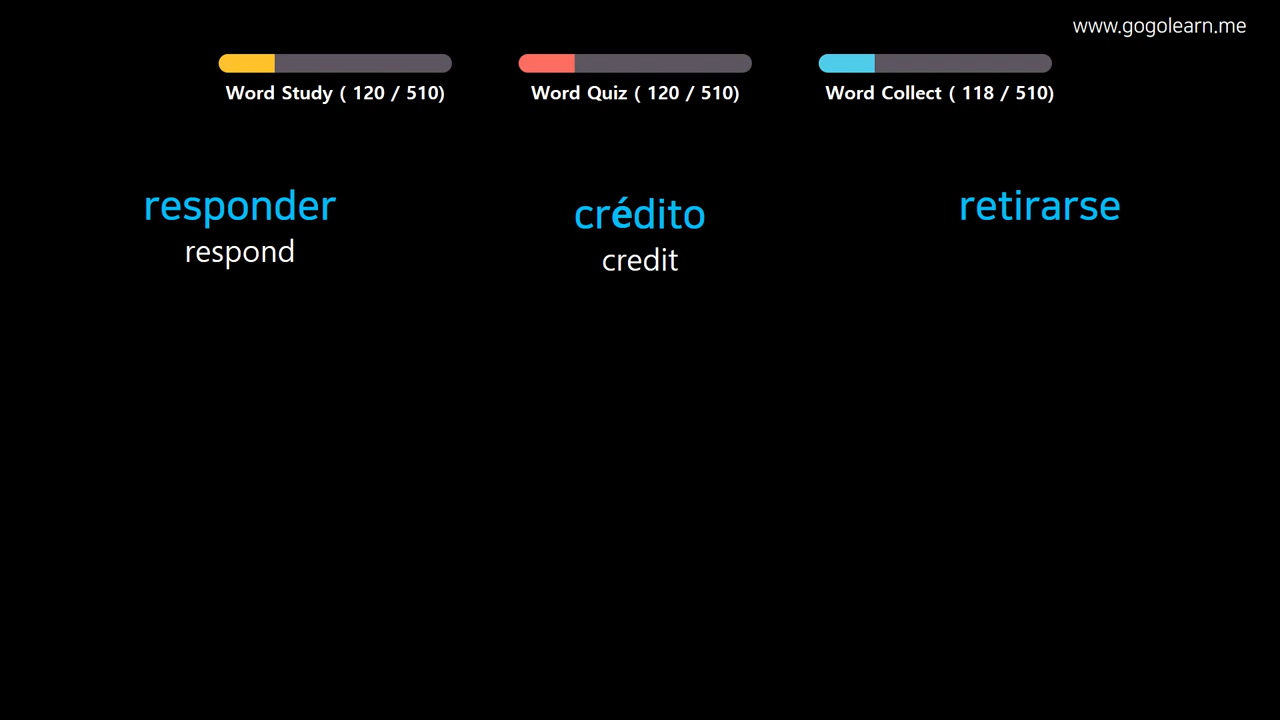 www.gogolearn.me
Word Study ( 120 / 510)
Word Quiz ( 120 / 510)
Word Collect ( 118 / 510)
responder
respond
crédito
credit
retirarse